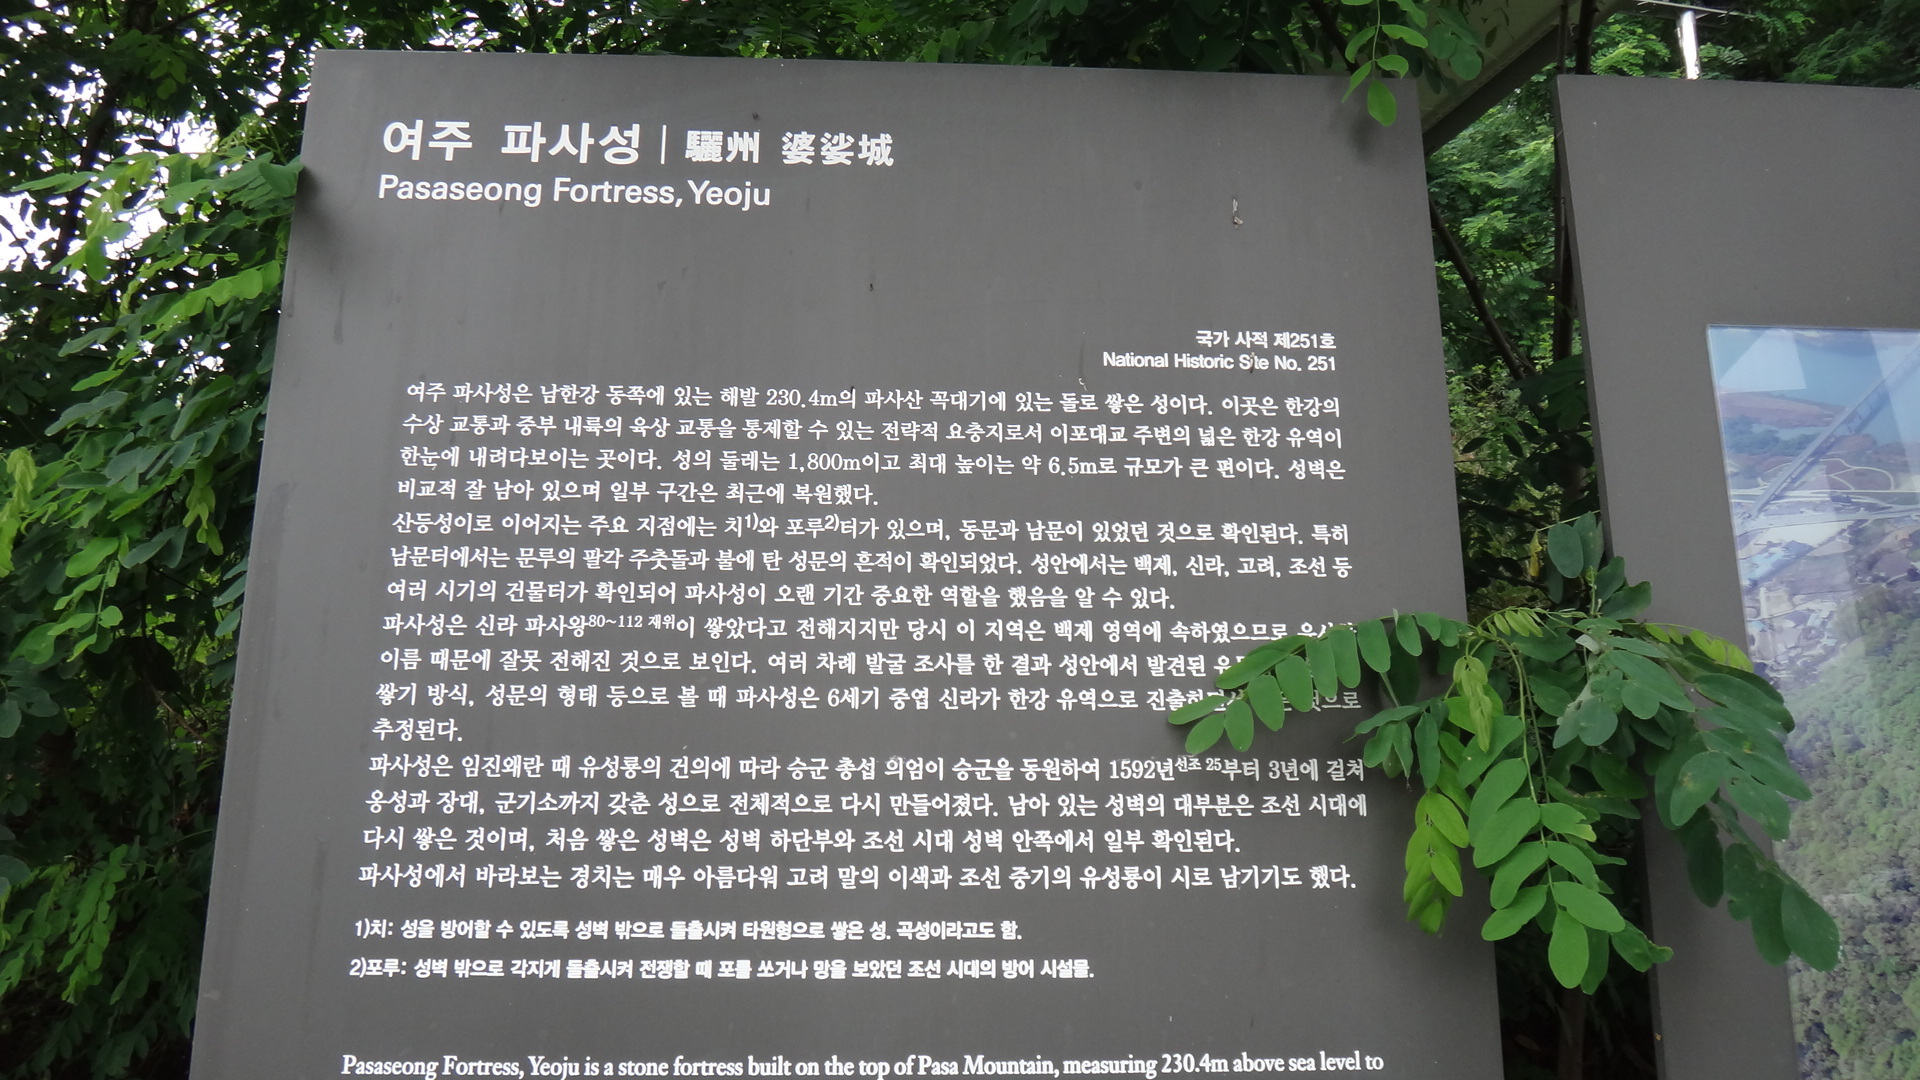 여주 파사성 | 驪州 婆娑城
Pasaseong Fortress, Yeoju
국가 사적 제251호
National Historic Site No. 251
여주 파사성은 남한강 동쪽에 있는 해발 230.4m의 파사산 꼭대기에 있는 돌로 쌓은 성이다. 이곳은 한강의
수상 교통과 중부 내륙의 육상 교통을 통제할 수 있는 전략적 요충지로서 이포대교 주변의 넓은 한강 유역이
한눈에 내려다보이는 곳이다. 성의 둘레는 1,800m이고 최대 높이는 약 6.5m로 규모가 큰 편이다. 성벽은
비교적 잘 남아 있으며 일부 구간은 최근에 복원했다.
산등성이로 이어지는 주요 지점에는 치1)와 포루2)터가 있으며, 동문과 남문이 있었던 것으로 확인된다. 특히
남문터에서는 문루의 팔각 주춧돌과 불에 탄 성문의 흔적이 확인되었다. 성안에서는 백제, 신라, 고려, 조선 등
여러 시기의 건물터가 확인되어 파사성이 오랜 기간 중요한 역할을 했음을 알 수 있다.
파사성은 신라 파사왕80~112 재위이 쌓았다고 전해지지만 당시 이 지역은 백제 영역에 속하였으므로
이름 때문에 잘못 전해진 것으로 보인다. 여러 차례 발굴 조사를 한 결과 성안에서 발견된
쌓기 방식, 성문의 형태 등으로 볼 때 파사성은 6세기 중엽 신라가 한강 유역으로 것으로
추정된다.
파사성은 임진왜란 때 유성룡의 건의에 따라 승군 총섭 의엄이 승군을 동원하여 1592년선조 25부터 3년에 걸쳐
옹성과 장대, 군기소까지 갖춘 성으로 전체적으로 다시 만들어졌다. 남아 있는 성벽의 대부분은 조선 시대에
다시 쌓은 것이며, 처음 쌓은 성벽은 성벽 하단부와 조선 시대 성벽 안쪽에서 일부 확인된다.
파사성에서 바라보는 경치는 매우 아름다워 고려 말의 이색과 조선 중기의 유성룡이 시로 남기기도 했다.
1)치: 성을 방어할 수 있도록 성벽 밖으로 돌출시켜 타원형으로 쌓은 성. 곡성이라고도 함.
2)포루: 성벽 밖으로 각지게 돌출시켜 전쟁할 때 포를 쏘거나 망을 보았던 조선 시대의 방어 시설물.
Pasaseong Fortress, Yeoju is a stone fortress built on the top of Pasa Mountain, measuring 230.4m above sea level to